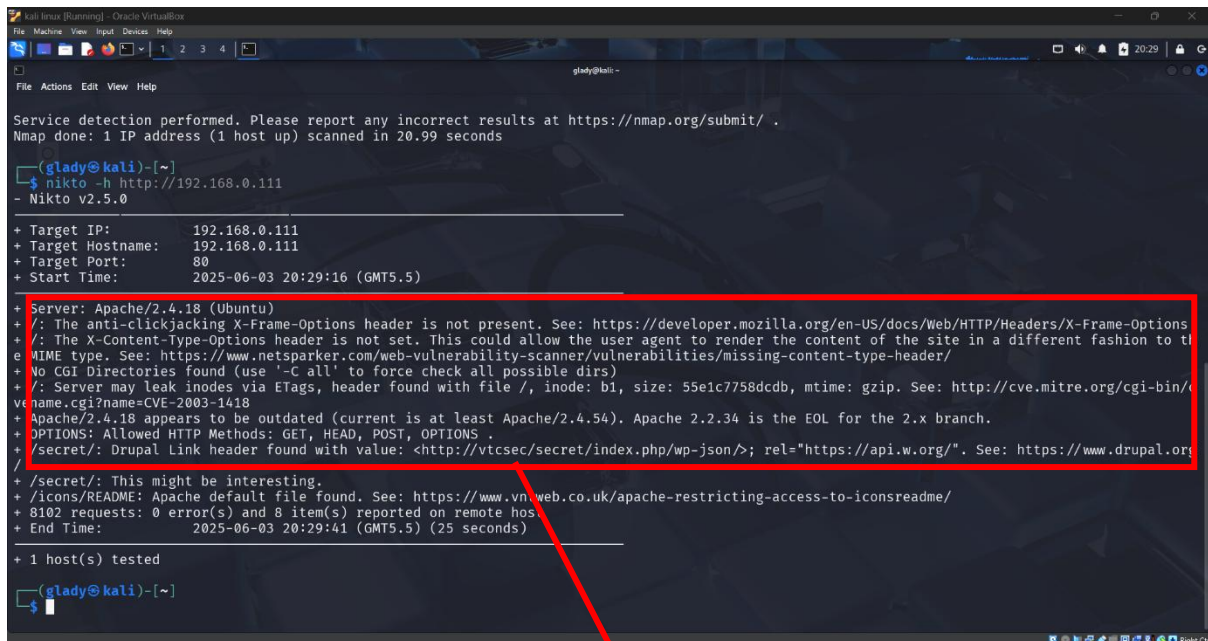 kali linux [Running] - Oracle VirtualBox
File Machine View Input Devices Help
1 2 3 4
20:29
glady@kali: ~
File Actions Edit View Help
Service detection performed. Please report any incorrect results at https://nmap.org/submit/ .
Nmap done: 1 IP address (1 host up) scanned in 20.99 seconds
(glady㉿kali)-[~]
$ nikto -h http://192.168.0.111
- Nikto v2.5.0
+ Target IP: 192.168.0.111
+ Target Hostname: 192.168.0.111
+ Target Port: 80
+ Start Time: 2025-06-03 20:29:16 (GMT5.5)
+ Server: Apache/2.4.18 (Ubuntu)
+ /: The anti-clickjacking X-Frame-Options header is not present. See: https://developer.mozilla.org/en-US/docs/Web/HTTP/Headers/X-Frame-Options
+ /: The X-Content-Type-Options header is not set. This could allow the user agent to render the content of the site in a different fashion to th
e MIME type. See: https://www.netsparker.com/web-vulnerability-scanner/vulnerabilities/missing-content-type-header/
+ No CGI Directories found (use '-C all' to force check all possible dirs)
+ /: Server may leak inodes via ETags, header found with file /, inode: b1, size: 55e1c7758dcdb, mtime: gzip. See: http://cve.mitre.org/cgi-bin/c
vename.cgi?name=CVE-2003-1418
+ Apache/2.4.18 appears to be outdated (current is at least Apache/2.4.54). Apache 2.2.34 is the EOL for the 2.x branch.
+ OPTIONS: Allowed HTTP Methods: GET, HEAD, POST, OPTIONS .
+ /secret/: Drupal Link header found with value: <http://vtcsec/secret/index.php/wp-json/>; rel="https://api.w.org/". See: https://www.drupal.org
/
+ /secret/: This might be interesting.
+ /icons/README: Apache default file found. See: https://www.vntweb.co.uk/apache-restricting-access-to-iconsreadme/
+ 8102 requests: 0 error(s) and 8 item(s) reported on remote host
+ End Time: 2025-06-03 20:29:41 (GMT5.5) (25 seconds)
+ 1 host(s) tested
(glady㉿kali)-[~]
$
Right Ct